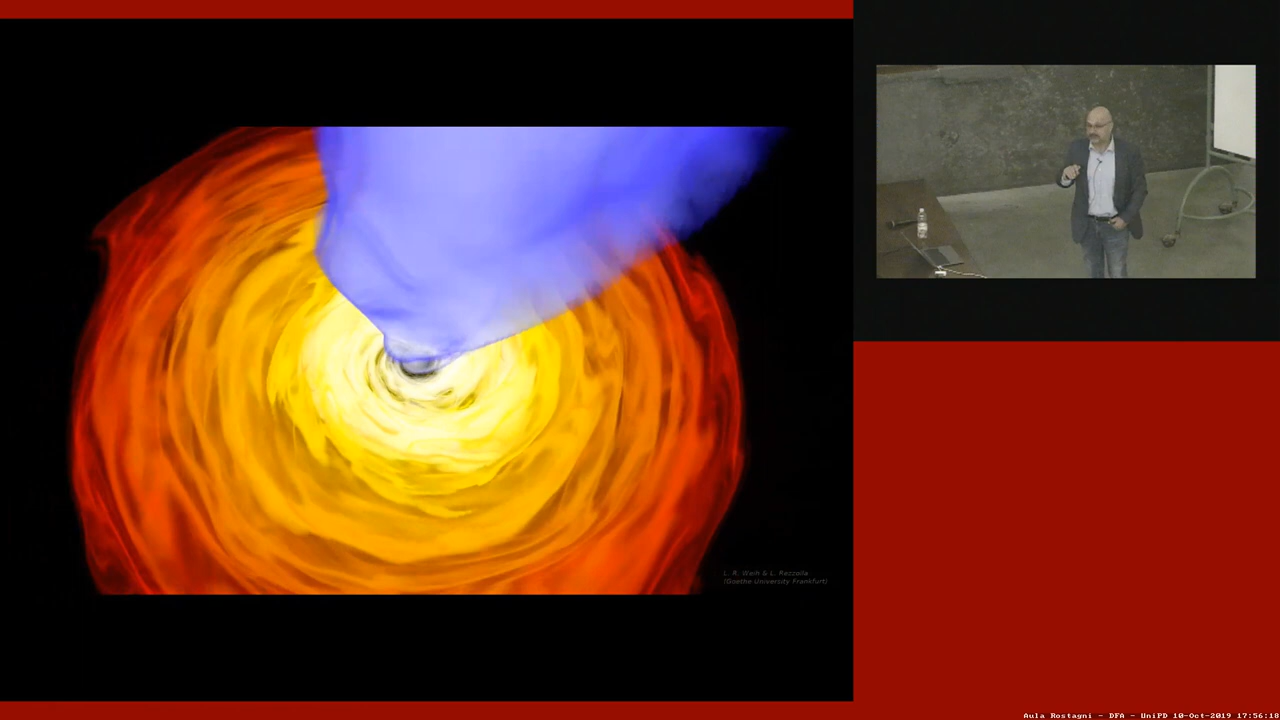 L. R. Weih & L. Rezzolla
(Goethe University Frankfurt)
Aula Rostagni - DFA - UniPD 10-Oct-2019 17:56:18